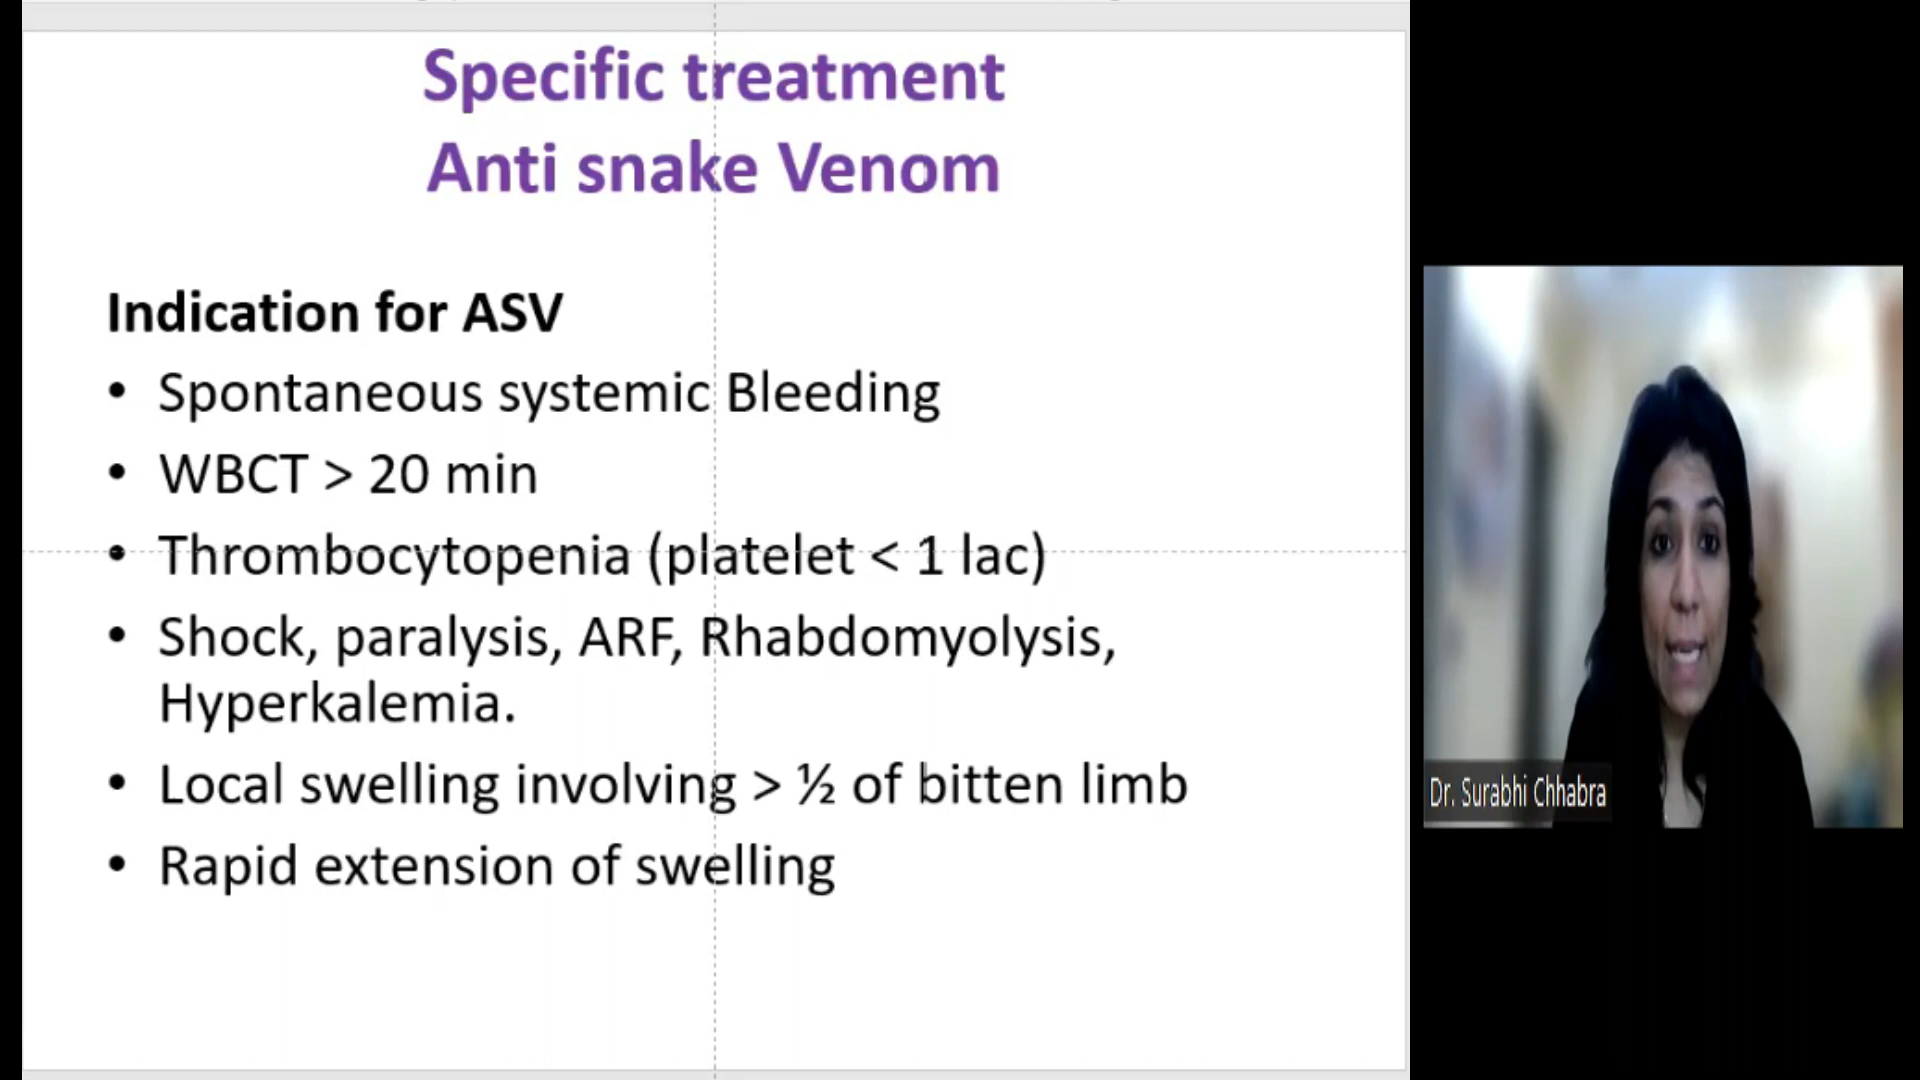 Specific treatment
Anti snake Venom
Indication for ASV
• Spontaneous systemic Bleeding
• WBCT > 20 min
• Thrombocytopenia (platelet < 1 lac)
• Shock, paralysis, ARF, Rhabdomyolysis,
Hyperkalemia.
• Local swelling involving > ½ of bitten limb
• Rapid extension of swelling
Dr. Surabhi Chhabra